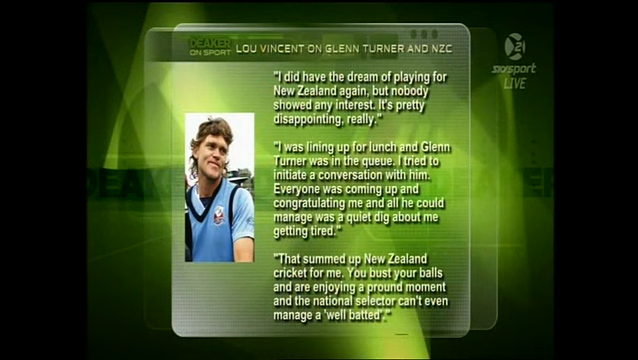 DEAKER
ON SPORT
LOU VINCENT ON GLENN TURNER AND NZC
2
skysport
LIVE
"I did have the dream of playing for
New Zealand again, but nobody
showed any interest. It's pretty
disappointing, really."
"I was lining up for lunch and Glenn
Turner was in the queue. I tried to
initiate a conversation with him.
Everyone was coming up and
congratulating me and all he could
manage was a quiet dig about me
getting tired."
"That summed up New Zealand
cricket for me. You bust your balls
and are enjoying a pround moment
and the national selector can't even
manage a 'well batted'."